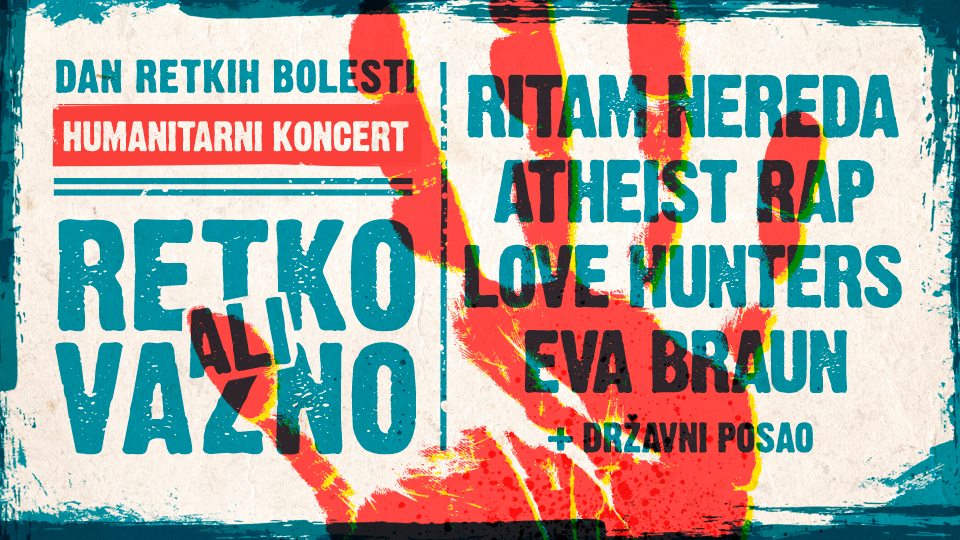 DAN RETKIH BOLESTI
HUMANITARNI KONCERT
RETKO
ALI
VAŽNO
RITAM NEREDA
ATHEIST RAP
LOVE HUNTERS
EVA BRAUN
+ DRŽAVNI POSAO